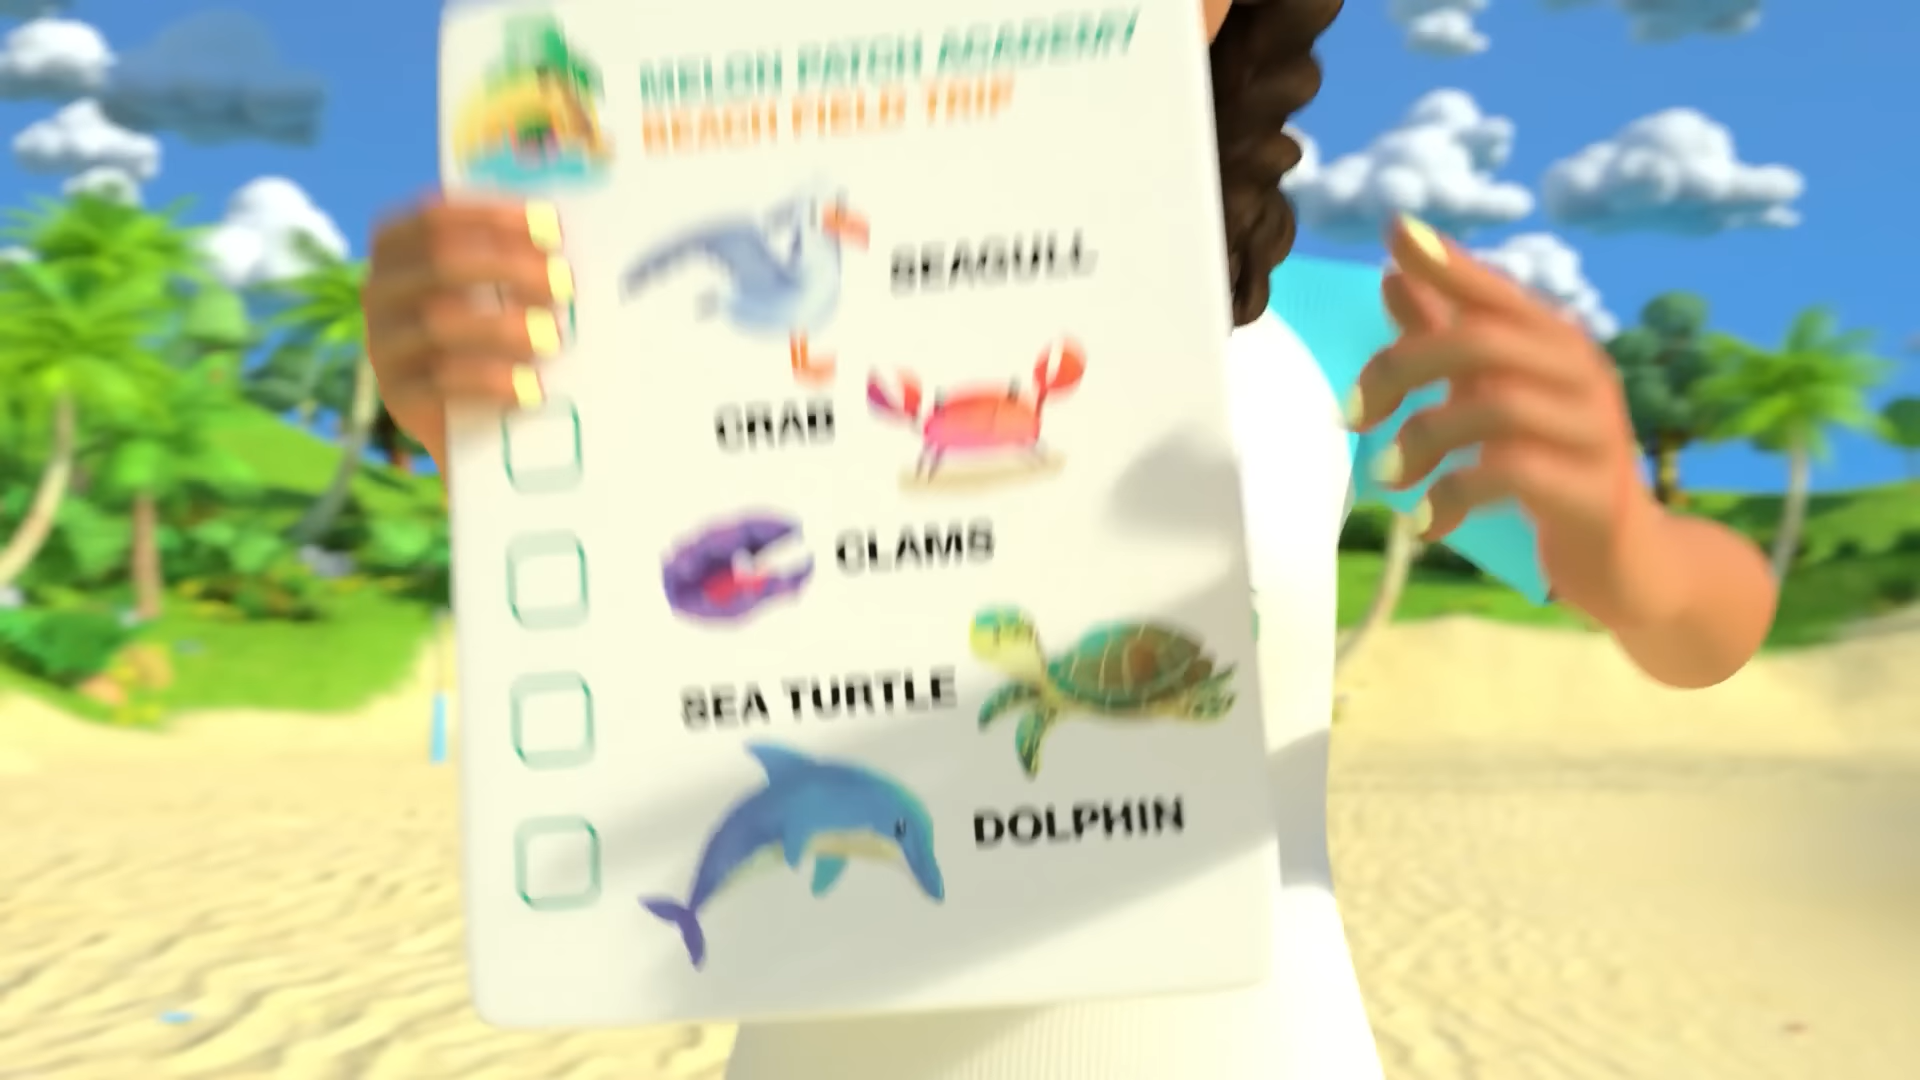 MELON PATCH ACADEMY
BEACH FIELD TRIP
SEAGULL
CRAB
CLAMS
SEA TURTLE
DOLPHIN